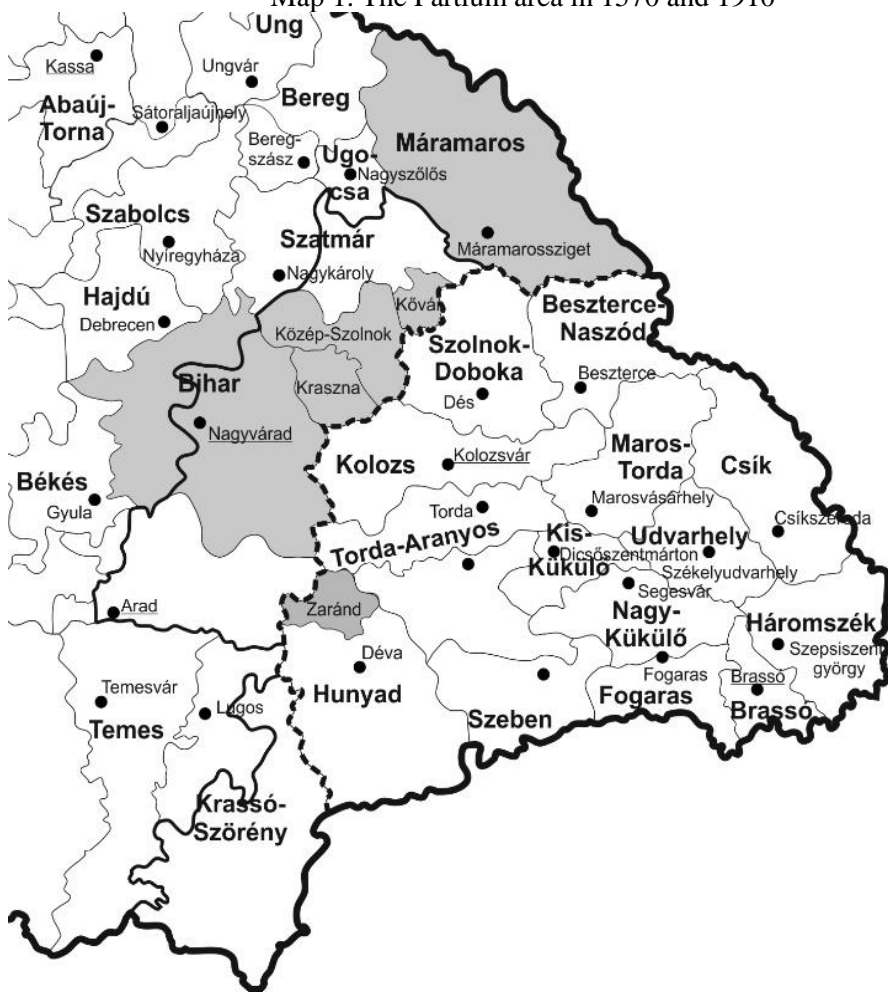 Map 1. The Partium area in 1570 and 1910
Ung
Kassa
Ungvár
Abaúj-
Torna
Sátoraljaújhely
Bereg
Bereg-
szász
Máramaros
Ugo-
csa
Nagyszőlős
Szabolcs
Nyíregyháza
Szatmár
Nagykároly
Máramarossziget
Hajdú
Debrecen
Közép-Szolnok
Kővár
Beszterce-
Naszód
Szolnok-
Doboka
Beszterce
Dés
Bihar
Kraszna
Nagyvárad
Kolozs
Kolozsvár
Maros-
Torda
Marosvásárhely
Csík
Csíkszereda
Békés
Gyula
Torda
Torda-Aranyos
Kis-
Küküllő
Dicsőszentmárton
Udvarhely
Székelyudvarhely
Segesvár
Arad
Zaránd
Nagy-
Küküllő
Háromszék
Szepsiszent
györgy
Déva
Hunyad
Fogaras
Fogaras
Brassó
Brassó
Szeben
Temesvár
Temes
Lugos
Krassó-
Szörény